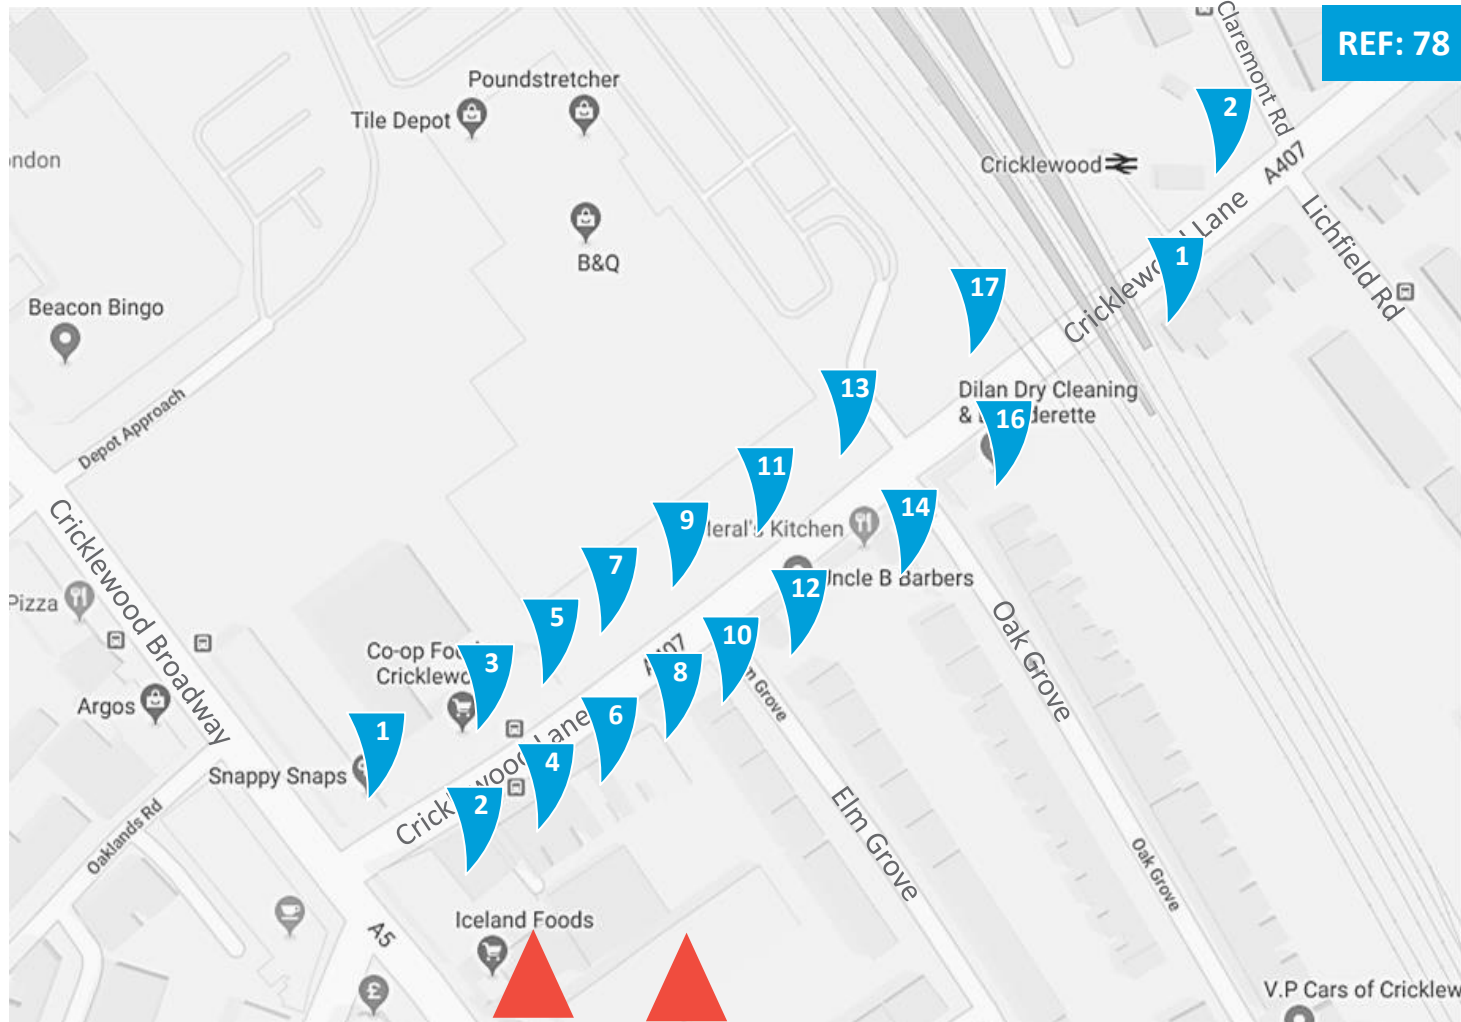 REF: 78
Claremont Rd
Poundstretcher
Tile Depot
2
A407
Cricklewood
Lane
1
Lichfield Rd
B&Q
17
Beacon Bingo
Depot Approach
13
Dilan Dry Cleaning
&
16
11
9
Kitchen
14
7
12
Barbers
Cricklewood Broadway
Pizza
5
10
Oak Grove
3
Co-op
8
Grove
6
Argos
1
Snappy Snaps
4
Lane
2
Elm Grove
Oaklands Rd
Oak Grove
Iceland Foods
A5
£
V.P Cars of